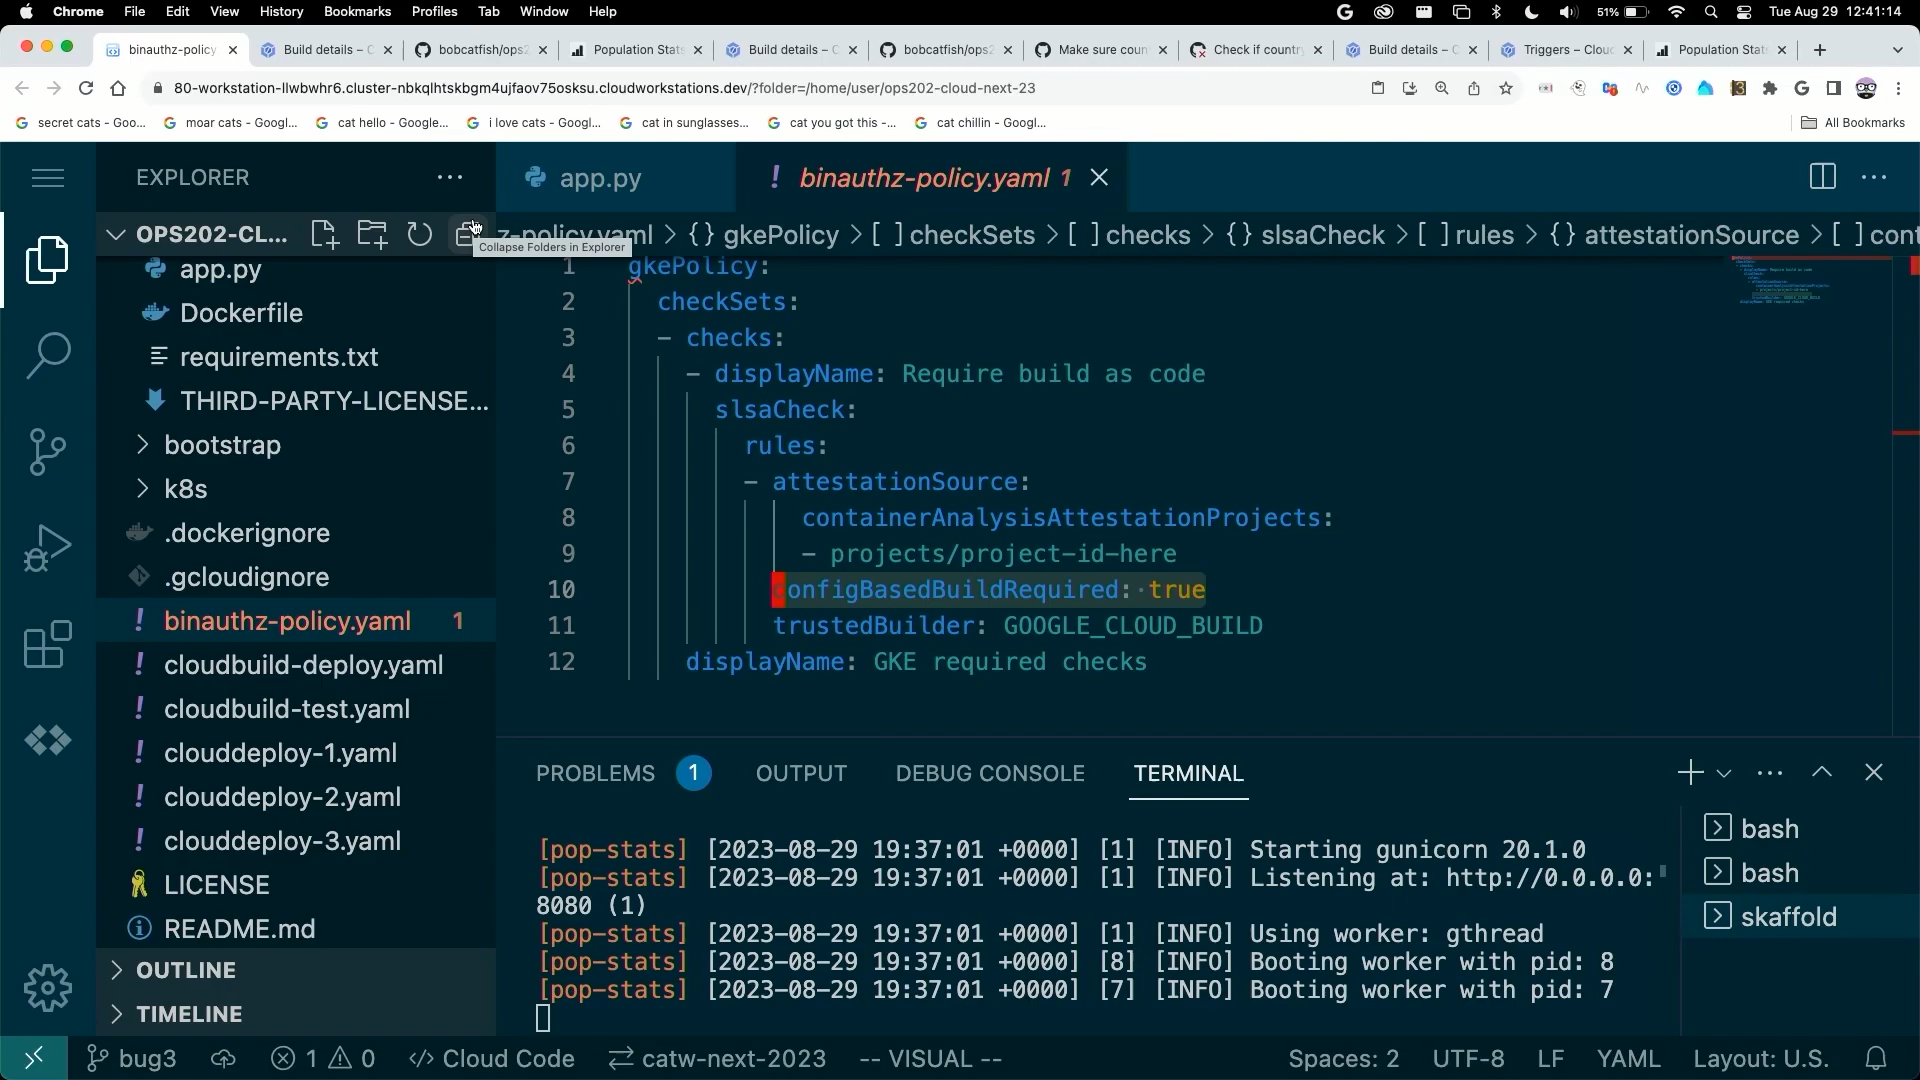 Chrome File Edit View History Bookmarks Profiles Tab Window Help 51% Tue Aug 29 12:41:14
binauthz-policy Build details – C bobcatfish/ops2 Population Stat Build details – C bobcatfish/ops2 Make sure coun Check if country Build details – C Triggers – Clou Population Stat
80-workstation-llwbwhr6.cluster-nbkqlhtskbgm4ujfaov75osksu.cloudworkstations.dev/?folder=/home/user/ops202-cloud-next-23
secret cats - Goo... moar cats - Googl... cat hello - Google... i love cats - Googl... cat in sunglasses... cat you got this -... cat chillin - Googl... All Bookmarks
EXPLORER
app.py
! binauthz-policy.yaml 1
OPS202-CL...
z-policy.yaml > {} gkePolicy > [ ] checkSets > [ ] checks > {} slsaCheck > [ ] rules > {} attestationSource > [ ] cont
Collapse Folders in Explorer
app.py
Dockerfile
requirements.txt
THIRD-PARTY-LICENSE...
bootstrap
k8s
.dockerignore
.gcloudignore
! binauthz-policy.yaml 1
! cloudbuild-deploy.yaml
! cloudbuild-test.yaml
! clouddeploy-1.yaml
! clouddeploy-2.yaml
! clouddeploy-3.yaml
LICENSE
README.md
OUTLINE
TIMELINE
1 gkePolicy:
2 checkSets:
3 - checks:
4 - displayName: Require build as code
5 slsaCheck:
6 rules:
7 - attestationSource:
8 containerAnalysisAttestationProjects:
9 - projects/project-id-here
10 configBasedBuildRequired: true
11 trustedBuilder: GOOGLE_CLOUD_BUILD
12 displayName: GKE required checks
PROBLEMS 1 OUTPUT DEBUG CONSOLE TERMINAL
[pop-stats] [2023-08-29 19:37:01 +0000] [1] [INFO] Starting gunicorn 20.1.0
[pop-stats] [2023-08-29 19:37:01 +0000] [1] [INFO] Listening at: http://0.0.0.0:
8080 (1)
[pop-stats] [2023-08-29 19:37:01 +0000] [1] [INFO] Using worker: gthread
[pop-stats] [2023-08-29 19:37:01 +0000] [8] [INFO] Booting worker with pid: 8
[pop-stats] [2023-08-29 19:37:01 +0000] [7] [INFO] Booting worker with pid: 7
bash
bash
skaffold
bug3 1 0 </> Cloud Code catw-next-2023 -- VISUAL -- Spaces: 2 UTF-8 LF YAML Layout: U.S.